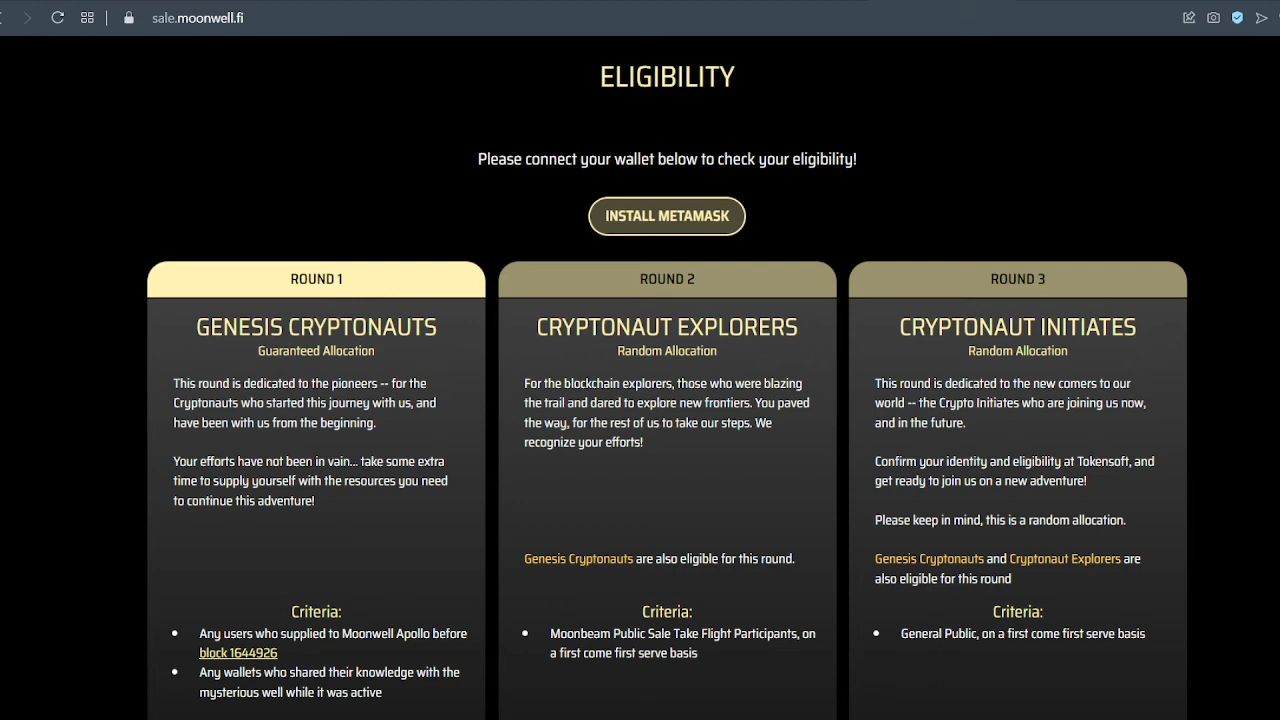 sale.moonwell.fi
ELIGIBILITY
Please connect your wallet below to check your eligibility!
INSTALL METAMASK
ROUND 1
GENESIS CRYPTONAUTS
Guaranteed Allocation
This round is dedicated to the pioneers -- for the
Cryptonauts who started this journey with us, and
have been with us from the beginning.
Your efforts have not been in vain... take some extra
time to supply yourself with the resources you need
to continue this adventure!
Criteria:
• Any users who supplied to Moonwell Apollo before
block 1644926
• Any wallets who shared their knowledge with the
mysterious well while it was active
ROUND 2
CRYPTONAUT EXPLORERS
Random Allocation
For the blockchain explorers, those who were blazing
the trail and dared to explore new frontiers. You paved
the way, for the rest of us to take our steps. We
recognize your efforts!
Genesis Cryptonauts are also eligible for this round.
Criteria:
• Moonbeam Public Sale Take Flight Participants, on
a first come first serve basis
ROUND 3
CRYPTONAUT INITIATES
Random Allocation
This round is dedicated to the new comers to our
world -- the Crypto Initiates who are joining us now,
and in the future.
Confirm your identity and eligibility at Tokensoft, and
get ready to join us on a new adventure!
Please keep in mind, this is a random allocation.
Genesis Cryptonauts and Cryptonaut Explorers are
also eligible for this round
Criteria:
• General Public, on a first come first serve basis